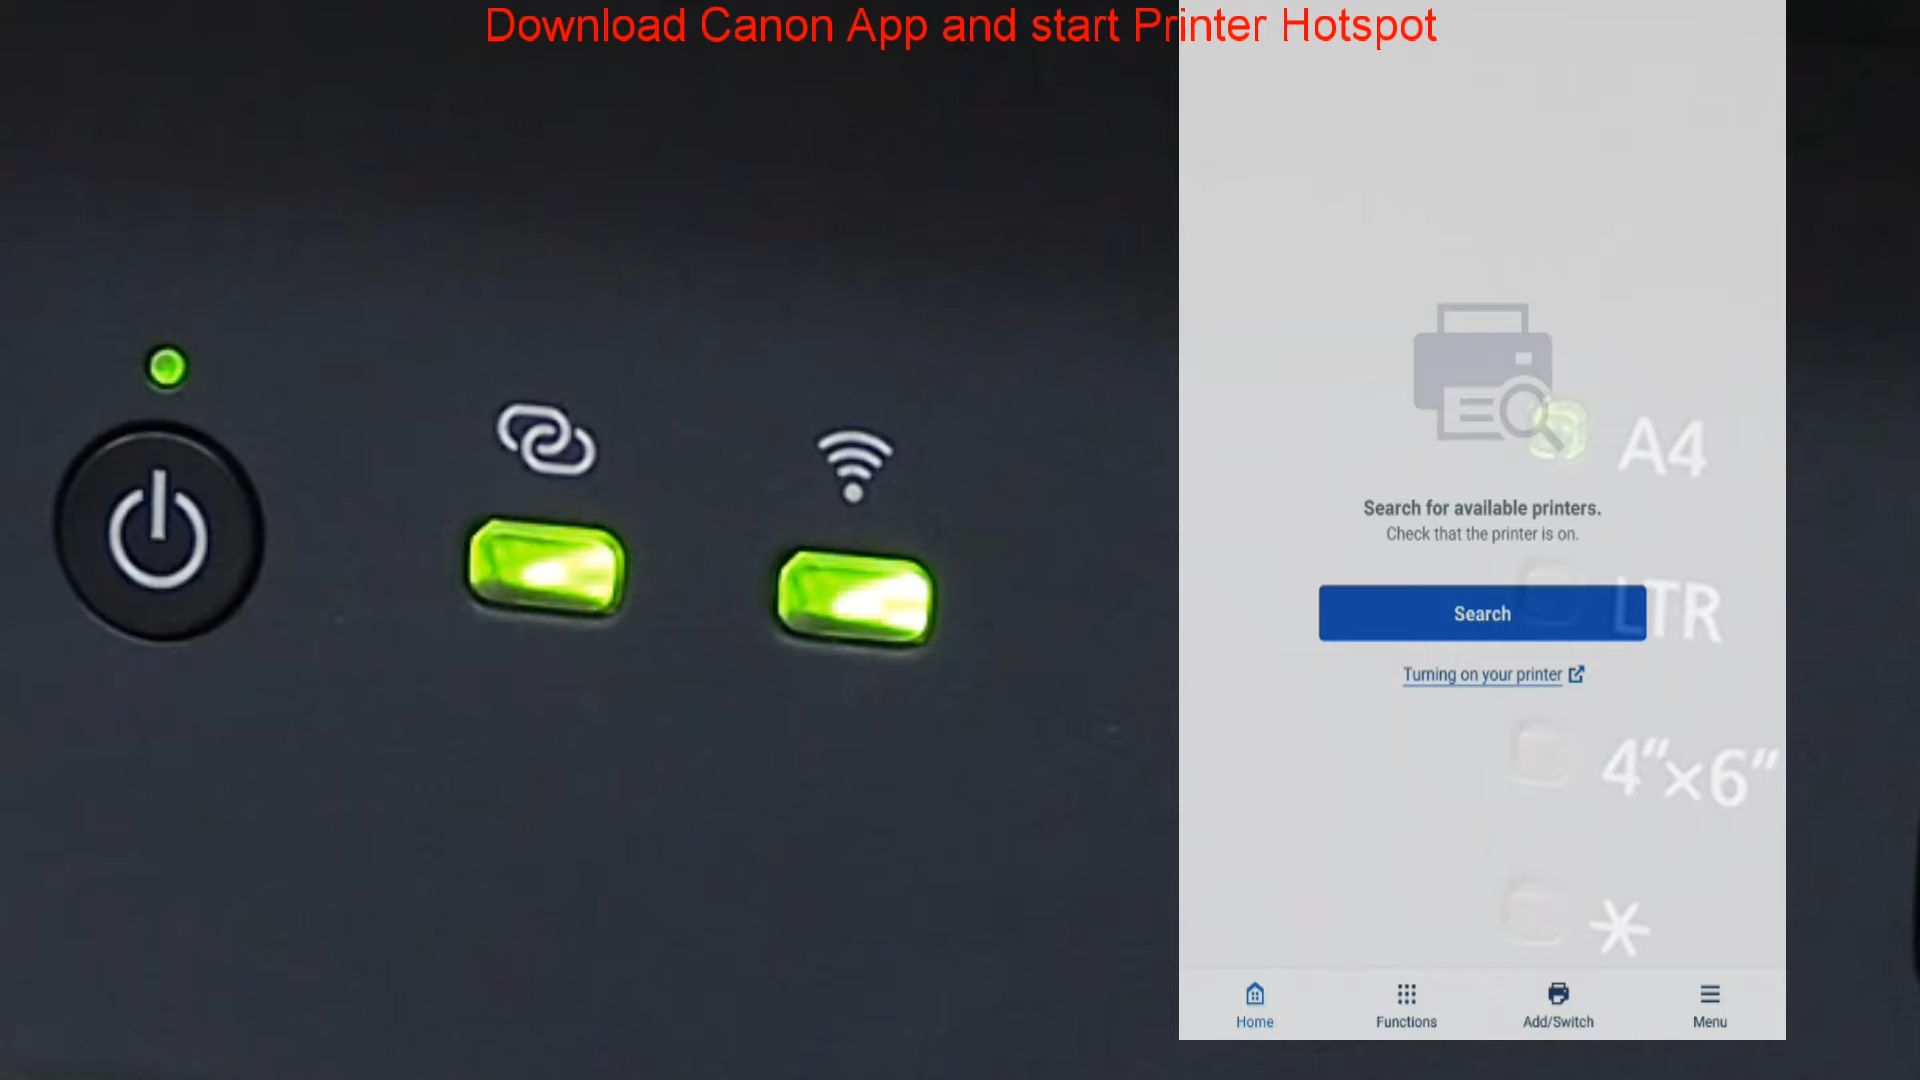 Download Canon App and start Printer Hotspot
A4
Search for available printers.
Check that the printer is on.
Search
LTR
Turning on your printer
4"×6"
Home
Functions
Add/Switch
Menu